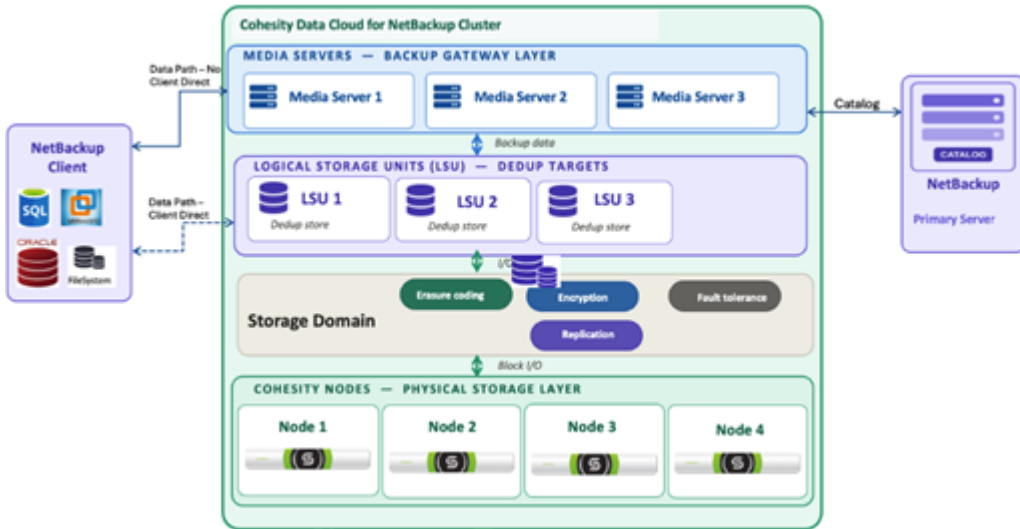 Cohesity Data Cloud for NetBackup Cluster
MEDIA SERVERS — BACKUP GATEWAY LAYER
Data Path – No
Client Direct
Media Server 1
Media Server 2
Media Server 3
Catalog
Backup data
CATALOG
NetBackup
Primary Server
NetBackup
Client
SQL
ORACLE
FileSystem
LOGICAL STORAGE UNITS (LSU) — DEDUP TARGETS
Data Path –
Client Direct
LSU 1
Dedup store
LSU 2
Dedup store
LSU 3
Dedup store
I/O
Erasure coding
Encryption
Fault tolerance
Storage Domain
Replication
Block I/O
COHESITY NODES — PHYSICAL STORAGE LAYER
Node 1
Node 2
Node 3
Node 4